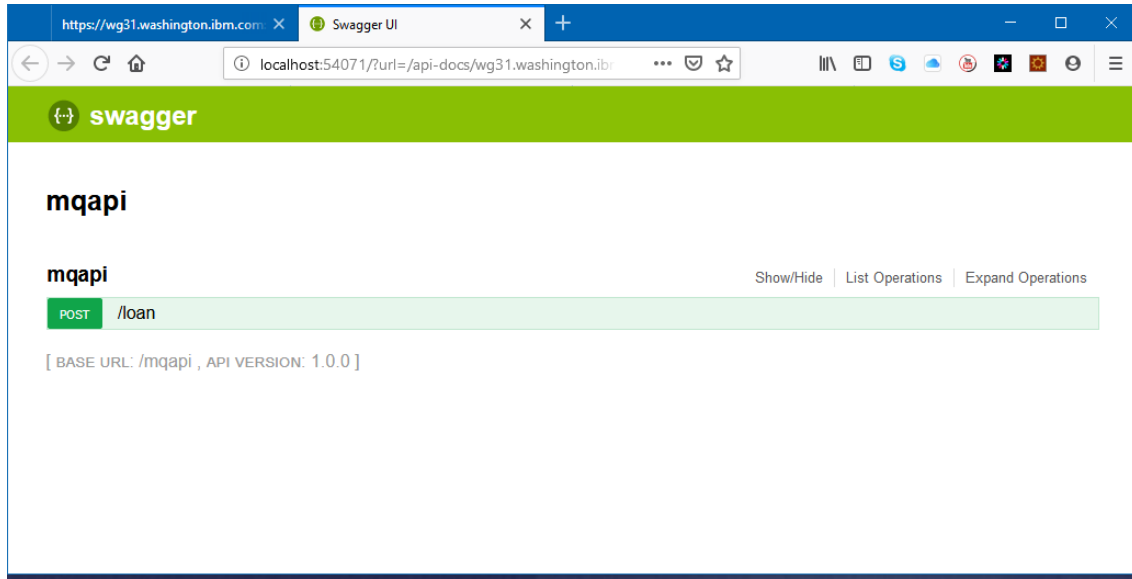 https://wg31.washington.ibm.com:
Swagger UI
localhost:54071/?url=/api-docs/wg31.washington.ibr
{··} swagger
mqapi
mqapi
Show/Hide List Operations Expand Operations
POST /loan
[ BASE URL: /mqapi , API VERSION: 1.0.0 ]